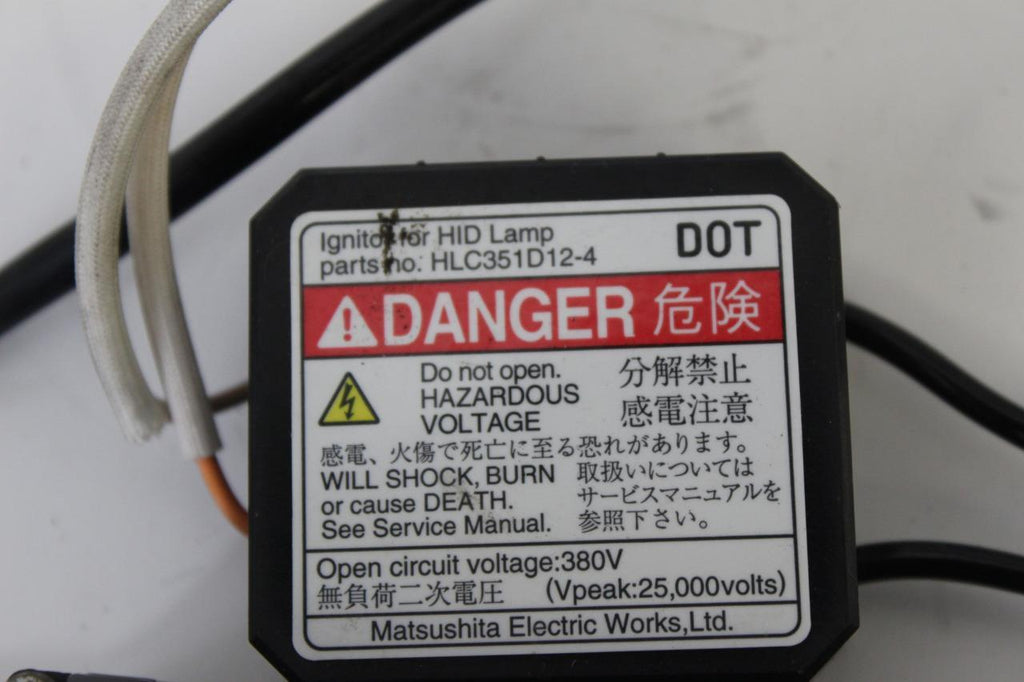 Ignitor for HID Lamp
parts no: HLC351D12-4
DOT
DANGER 危険
Do not open.
HAZARDOUS
VOLTAGE
分解禁止
感電注意
感電、火傷で死亡に至る恐れがあります。
WILL SHOCK, BURN
or cause DEATH.
See Service Manual.
取扱いについては
サービスマニュアルを
参照下さい。
Open circuit voltage:380V
無負荷二次電圧 (Vpeak:25,000volts)
Matsushita Electric Works,Ltd.